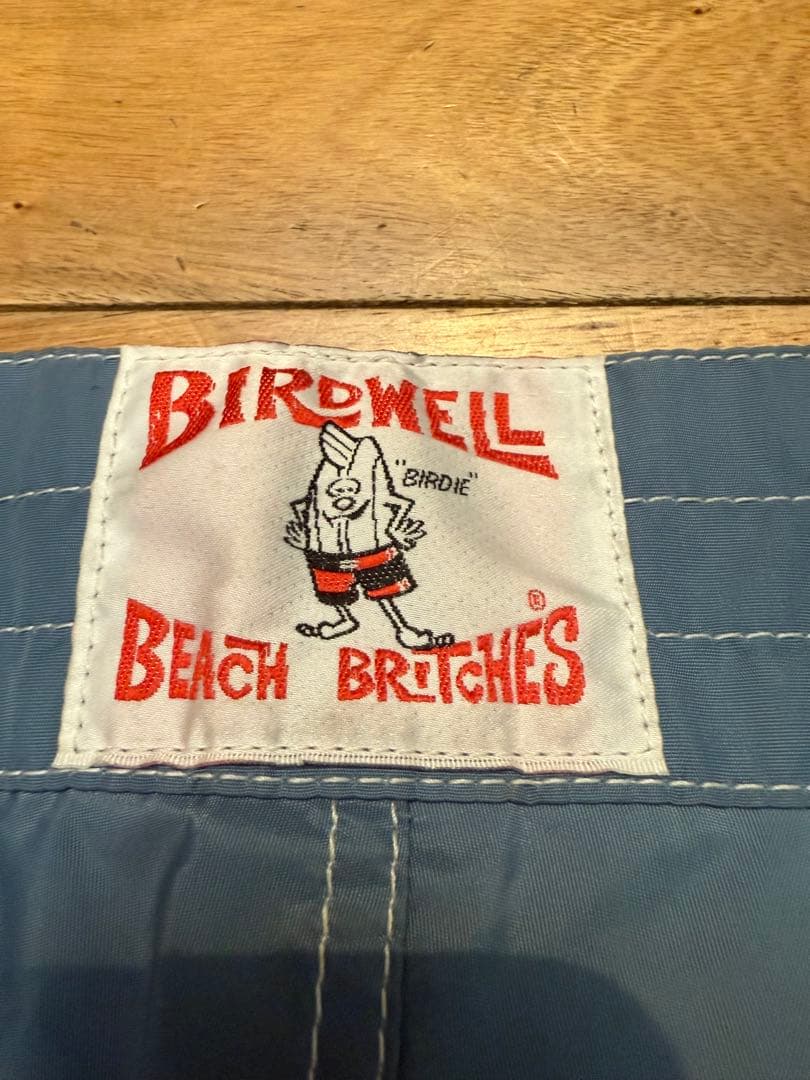 BIRDWELL
"BIRDIE"
®
BEACH BRITCHES